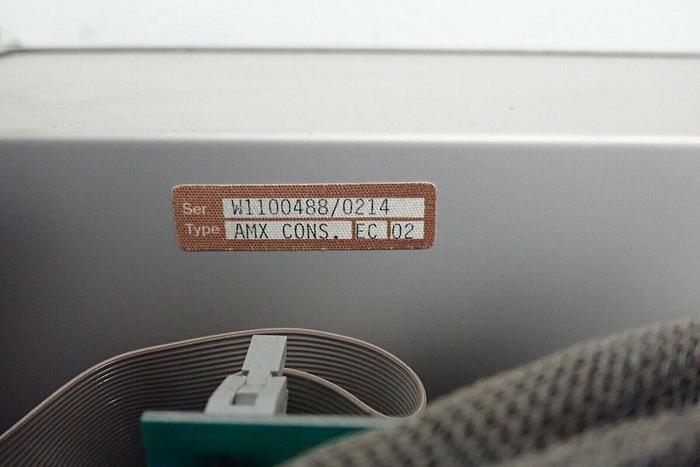 Ser W1100488/0214
Type AMX CONS. EC 02